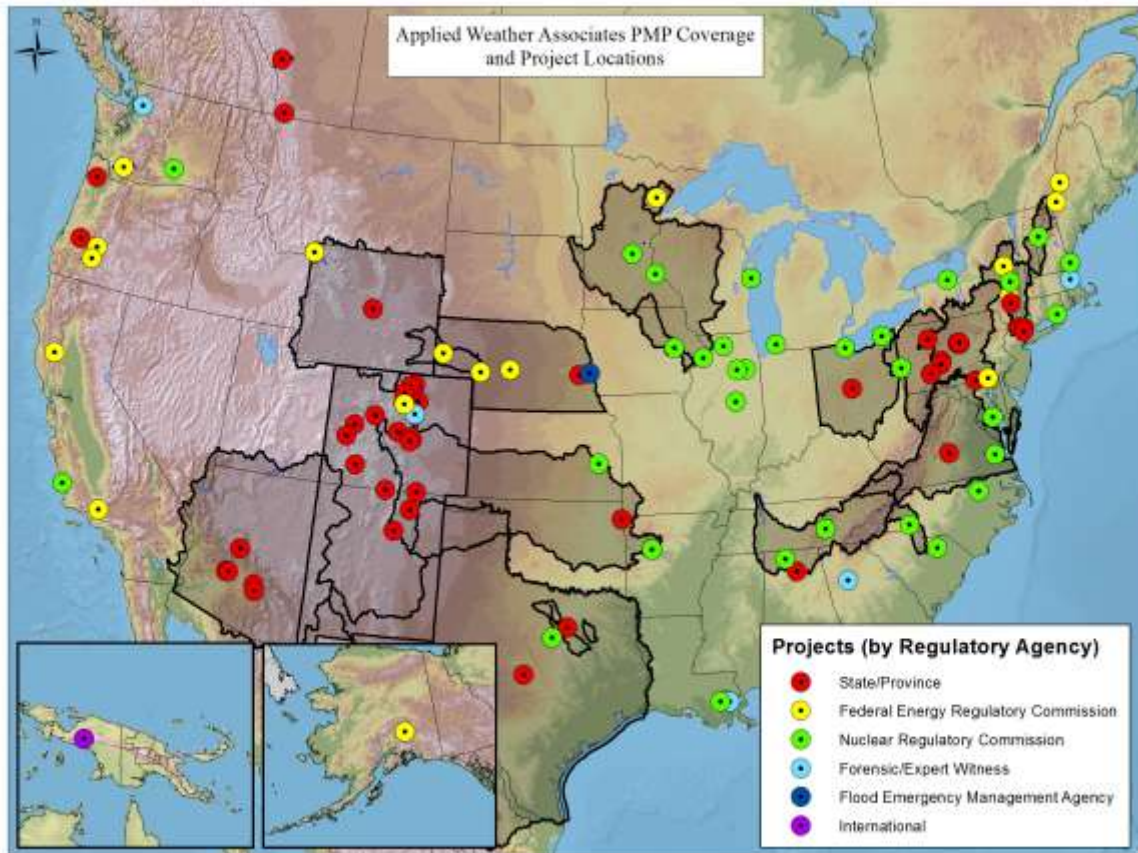 N
Applied Weather Associates PMP Coverage
and Project Locations
Projects (by Regulatory Agency)
State/Province
Federal Energy Regulatory Commission
Nuclear Regulatory Commission
Forensic/Expert Witness
Flood Emergency Management Agency
International